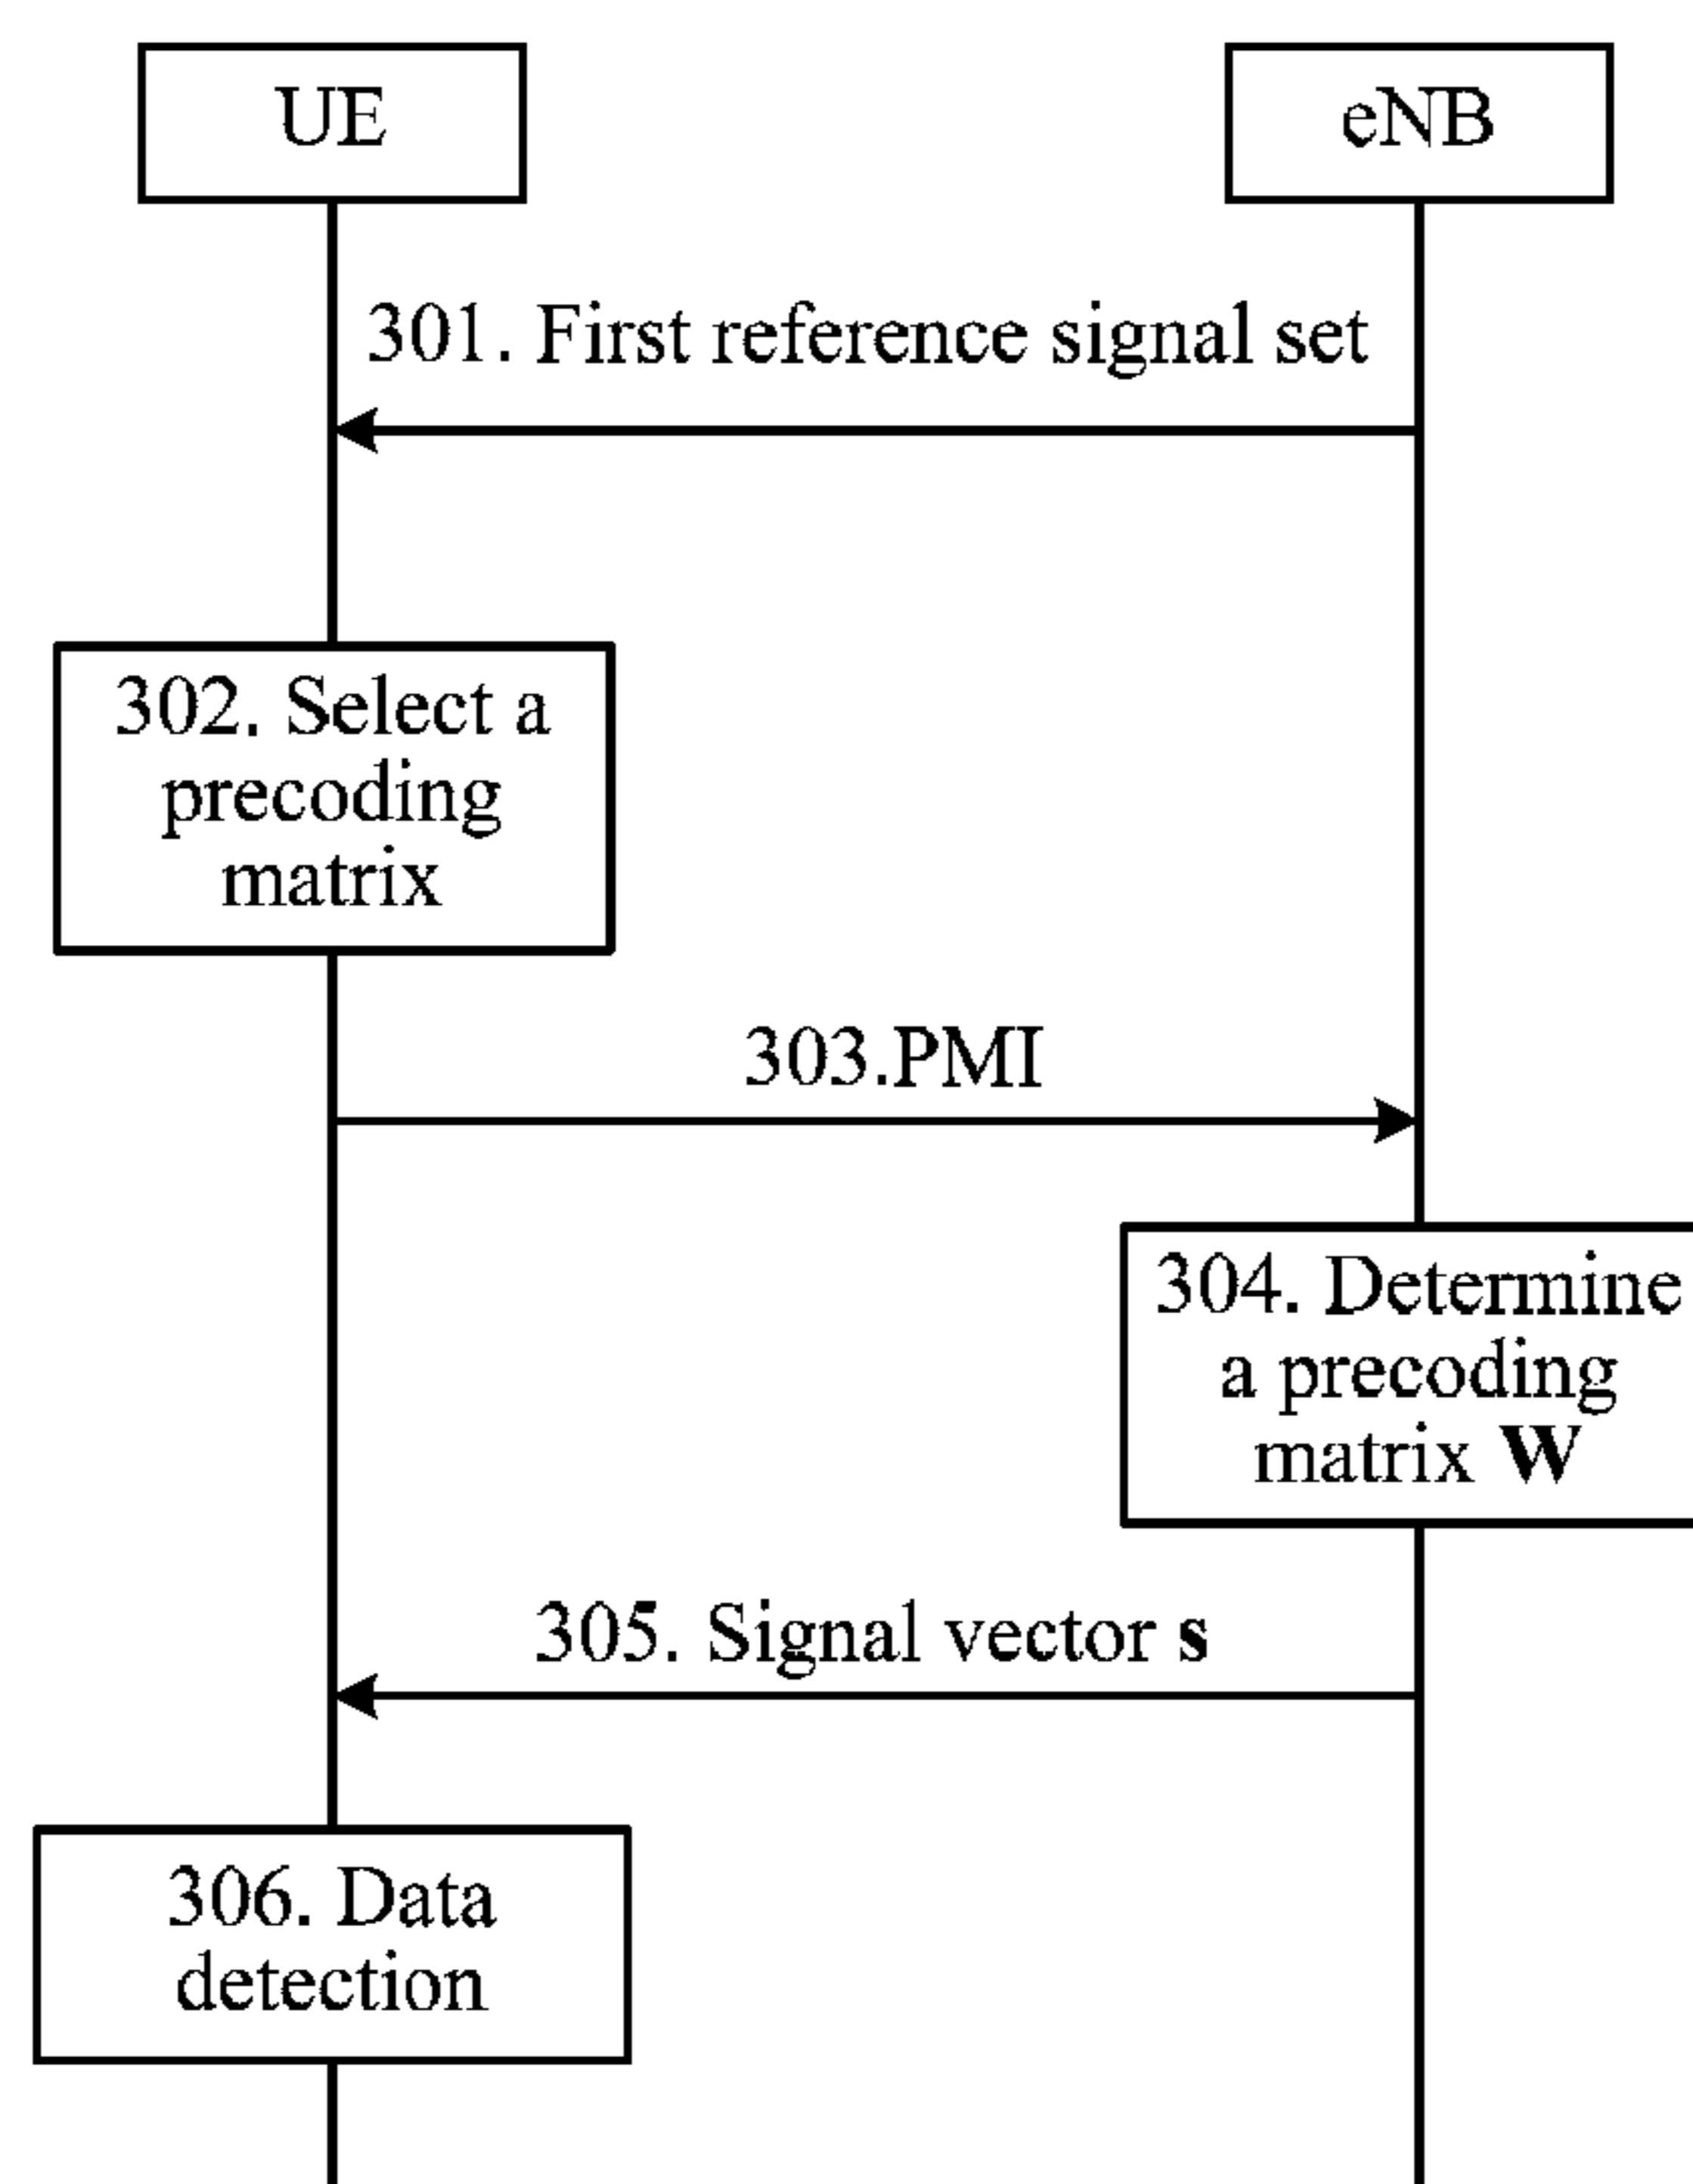 UE
eNB
301. First reference signal set
302. Select a
precoding
matrix
303.PMI
304. Determine
a precoding
matrix W
305. Signal vector s
306. Data
detection